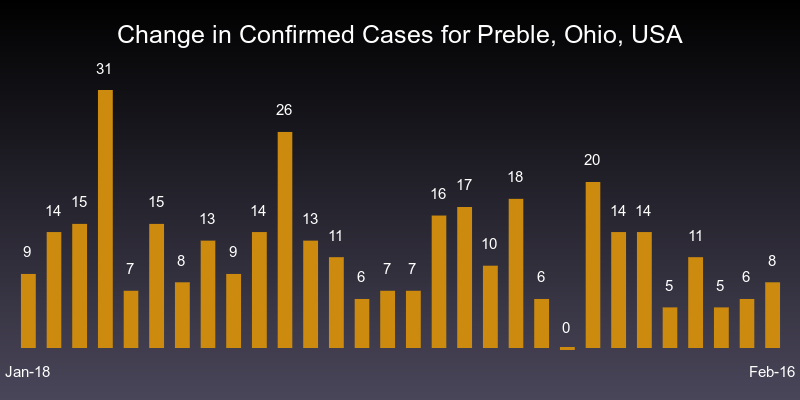 Change in Confirmed Cases for Preble, Ohio, USA
9 14 15 31 7 15 8 13 9 14 26 13 11 6 7 7 16 17 10 18 6 0 20 14 14 5 11 5 6 8
Jan-18 Feb-16